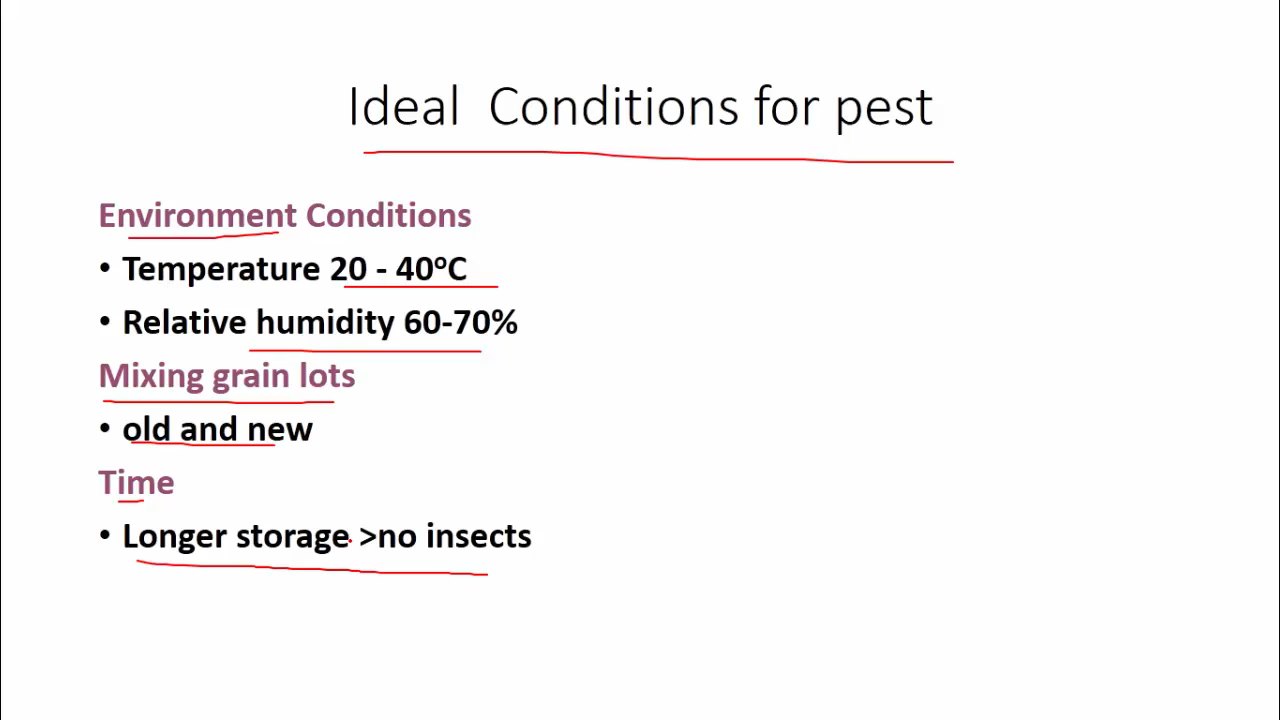 Ideal Conditions for pest
Environment Conditions
• Temperature 20 - 40ºC
• Relative humidity 60-70%
Mixing grain lots
• old and new
Time
• Longer storage >no insects